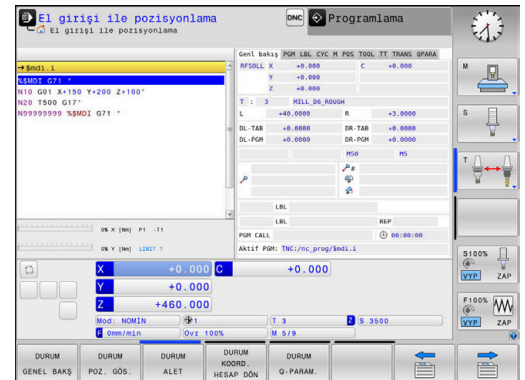 El girişi ile pozisyonlama
DNC
Programlama
El girişi ile pozisyonlama
Genl bakış PGM LBL CYC M POS TOOL TT TRANS QPARA
→$mdi.i
%$MDI G71 *
N10 G01 X+150 Y+200 Z+100*
N20 T500 G17*
N99999999 %$MDI G71 *
RFSOLL X +0.000 C +0.000
Y +0.000
Z +0.000
T : 3 MILL_D6_ROUGH
L +40.0000 R +3.0000
DL-TAB +0.0000 DR-TAB +0.0000
DL-PGM +0.0000 DR-PGM +0.0000
M50 M5
LBL
LBL REP
PGM CALL 00:00:00
Aktif PGM: TNC:/nc_prog/$mdi.i
0% X [Nm] P1 -T1
0% Y [Nm] LIMIT 1
X +0.000 C +0.000
Y +0.000
Z +460.000
Mod: NOMİN 1 T 3 Z S 3500
F 0mm/min Ovr 100% M 5/9
M
S
T
S100%
VYP ZAP
F100%
VYP ZAP
DURUM GENEL BAKŞ
DURUM POZ. GÖS.
DURUM ALET
DURUM KOORD. HESAP DÖN
DURUM Q-PARAM.